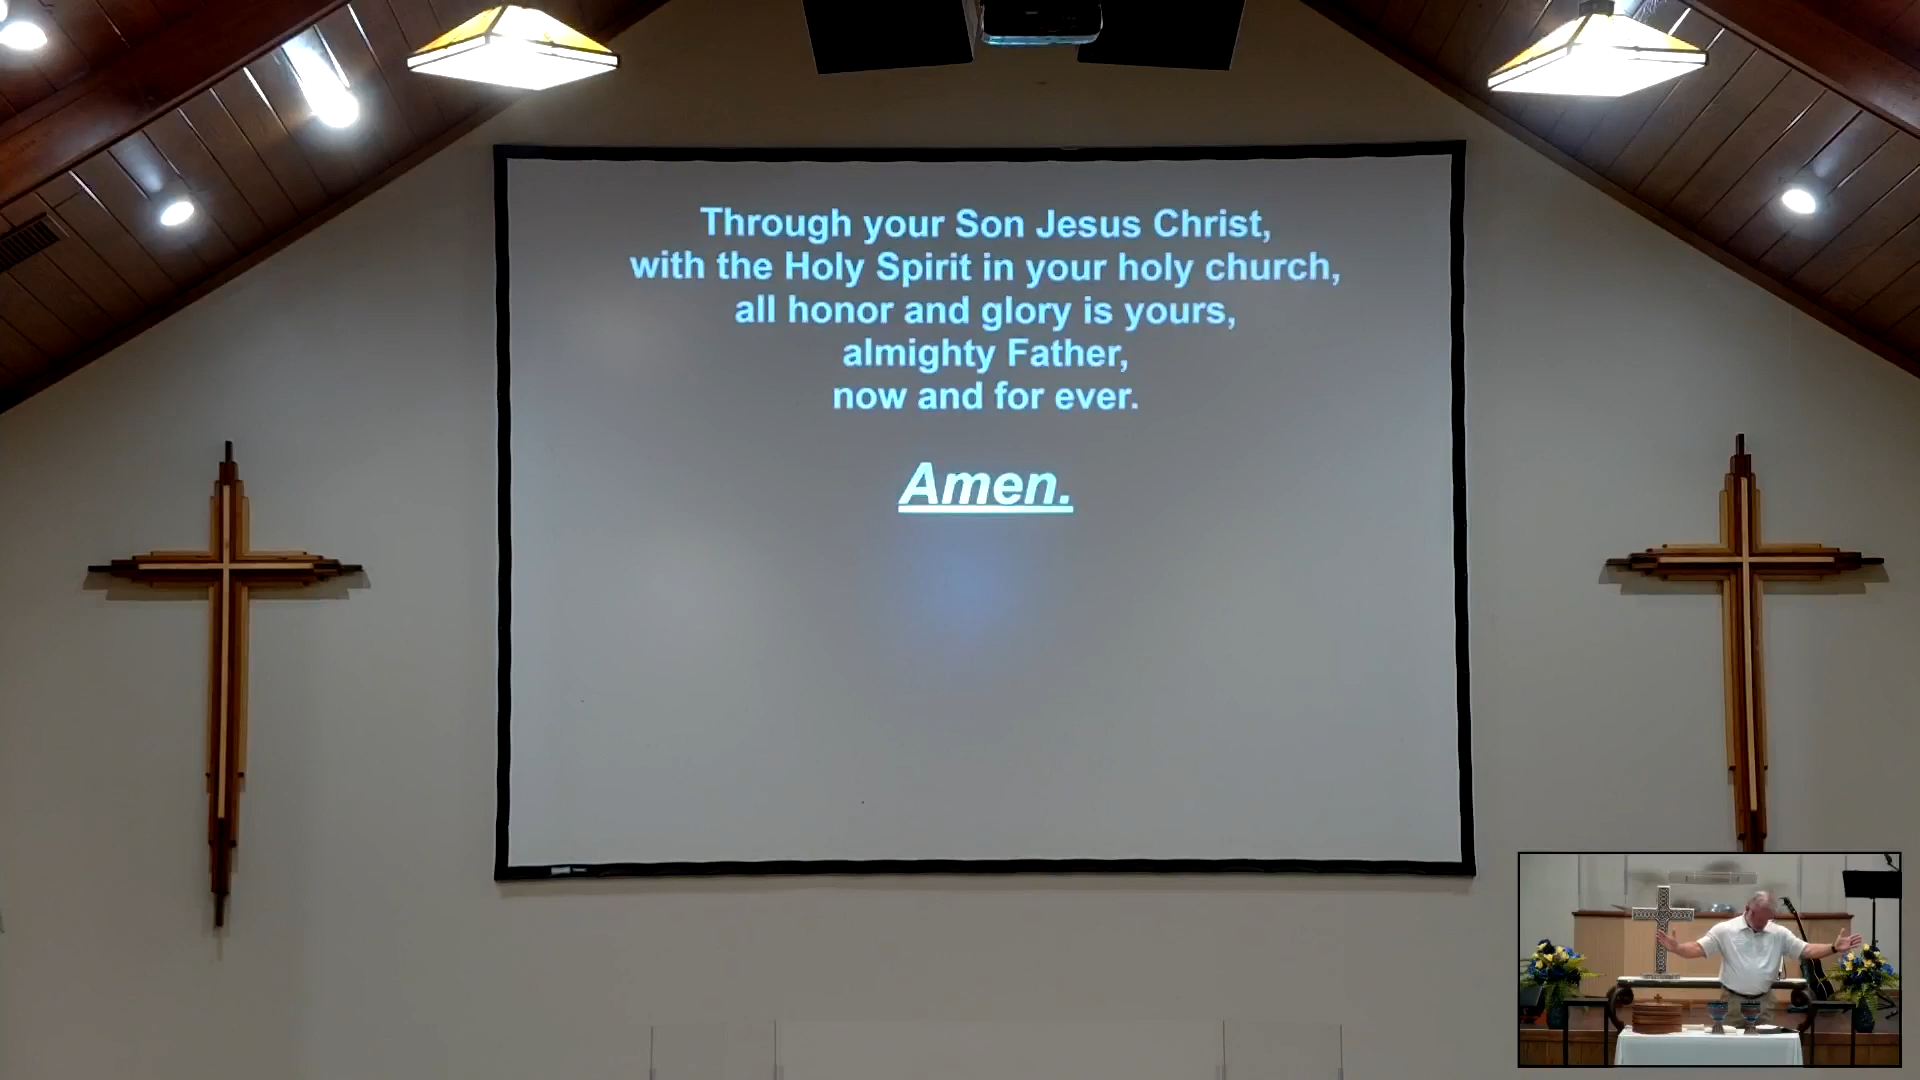 Through your Son Jesus Christ,
with the Holy Spirit in your holy church,
all honor and glory is yours,
almighty Father,
now and for ever.
Amen.